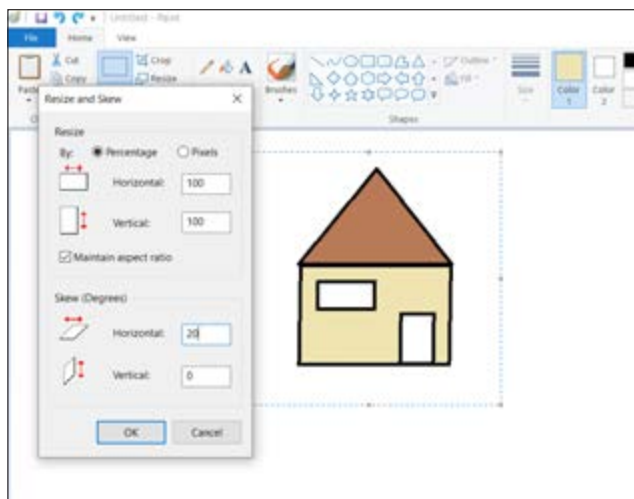 Untitled - Paint
File Home View
Cut
Copy
Crop
Resize
A
Brushes
Outline
Fill
Shapes
Size
Color 1
Color 2
Resize and Skew
Resize
By: Percentage Pixels
Horizontal: 100
Vertical: 100
Maintain aspect ratio
Skew (Degrees)
Horizontal: 20
Vertical: 0
OK Cancel